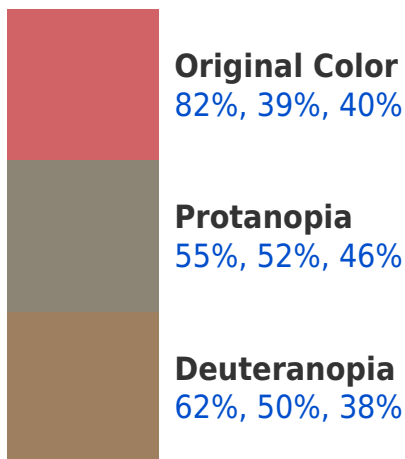 Original Color
82%, 39%, 40%
Protanopia
55%, 52%, 46%
Deuteranopia
62%, 50%, 38%